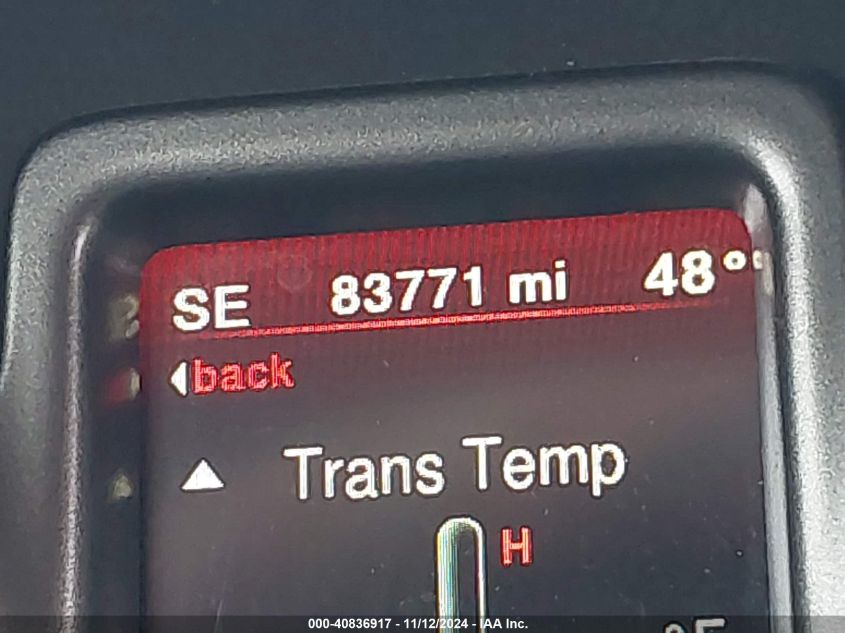 SE 83771 mi 48°
back
Trans Temp
H
°F
000-40836917 - 11/12/2024 - IAA Inc.